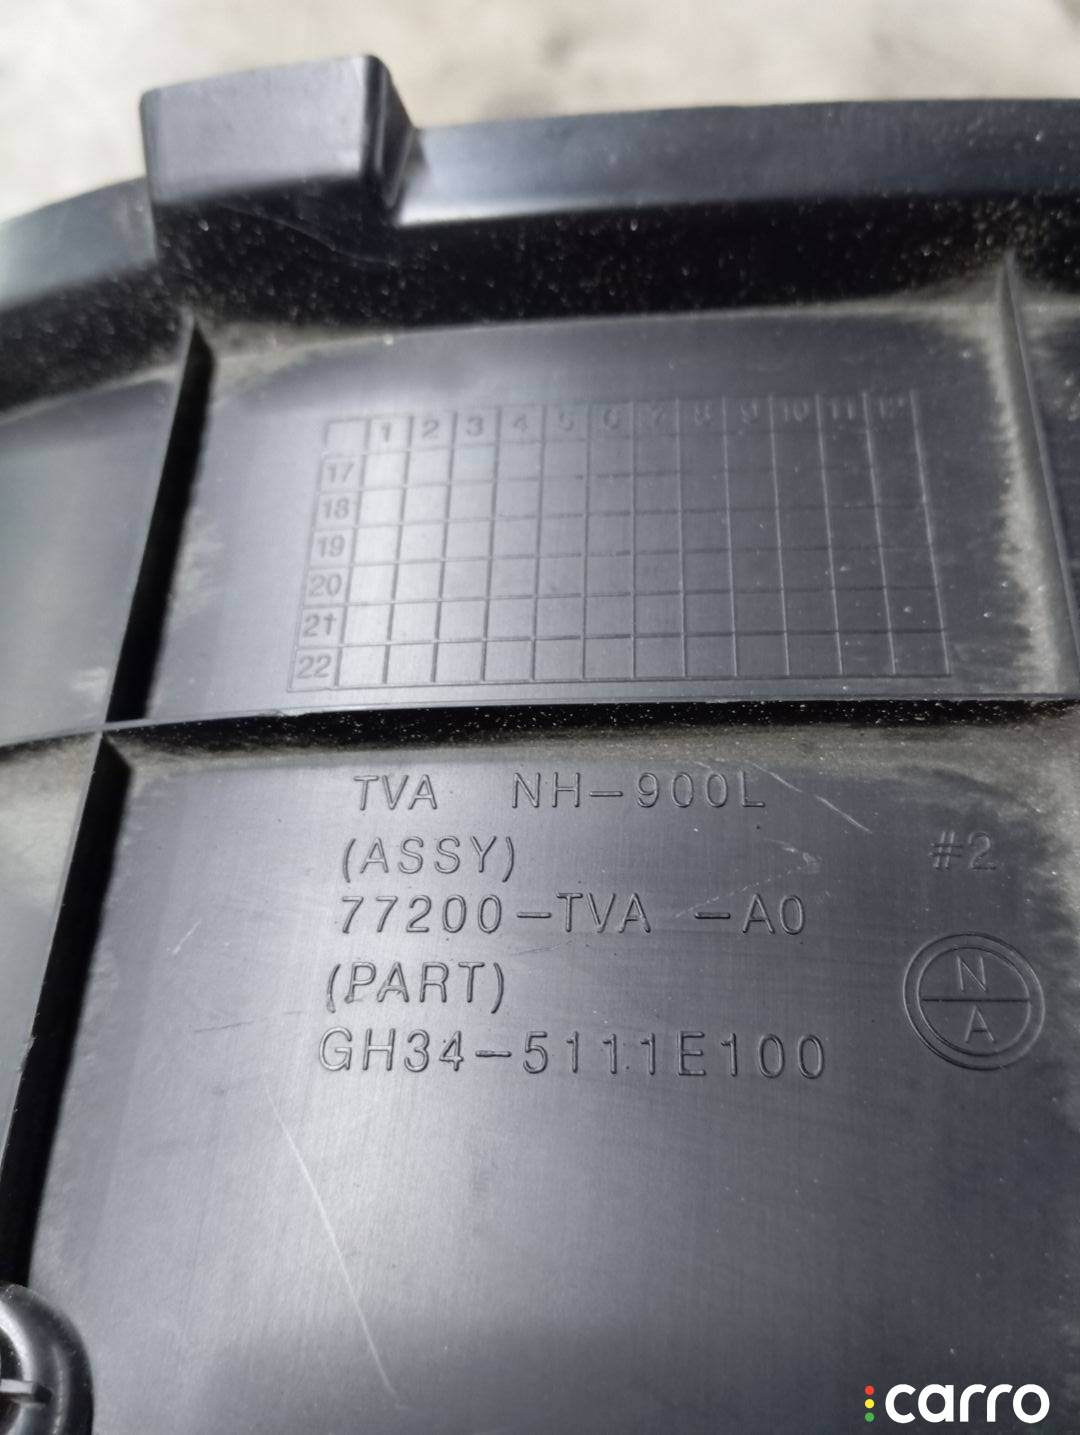 1 2 3 4 5 6 7 8 9 10 11 12
17
18
19
20
21
22
TVA NH-900L
(ASSY) #2
77200-TVA -A0
(PART)
N
A
GH34-5111E100
carro